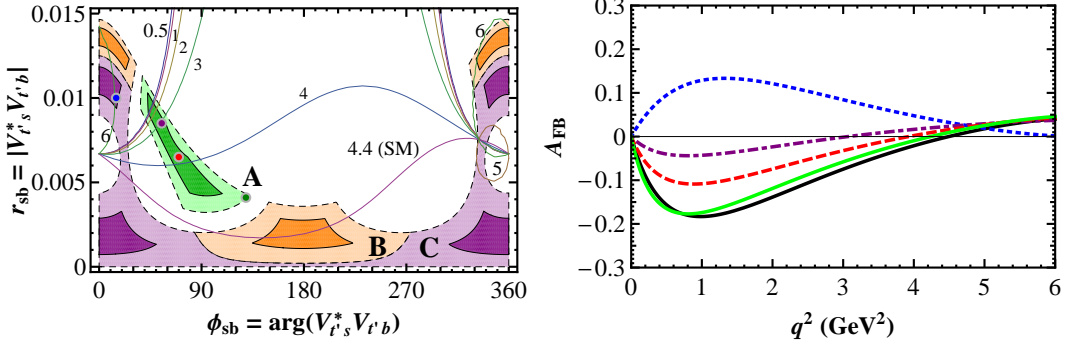 0.015
0.010
0.005
0
r_sb = |V*_t's V_t'b|
0.5
1
2
3
4
4.4 (SM)
6
6
5
A
B
C
0 90 180 270 360
ϕ_sb = arg(V*_t's V_t'b)
0.3
0.2
0.1
0
−0.1
−0.2
−0.3
A_FB
0 1 2 3 4 5 6
q² (GeV²)